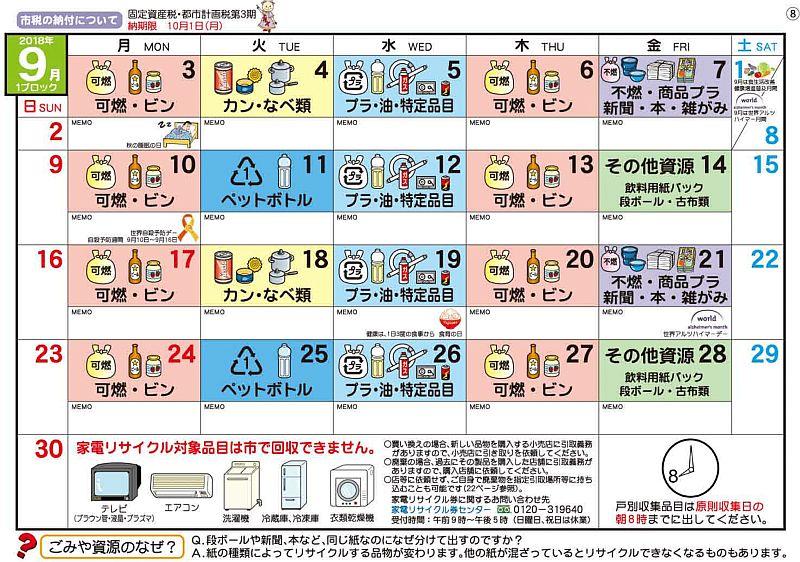 市税の納付について
固定資産税・都市計画税第3期
納期限 10月1日(月)
⑧
2018年
9月
1ブロック
日 SUN
月 MON
火 TUE
水 WED
木 THU
金 FRI
土 SAT
可燃 3
可燃・ビン
4
カン・なべ類
プラ 5
プラ・油・特定品目
可燃 6
可燃・ビン
不燃 7
不燃・商品プラ
新聞・本・雑がみ
1
9月は食生活改善
健康増進普及月間
world
alzheimer's month
9月は世界アルツ
ハイマー月間
2
MEMO
秋の睡眠の日
MEMO
MEMO
MEMO
MEMO
8
9
可燃 10
可燃・ビン
1 11
ペットボトル
プラ 12
プラ・油・特定品目
可燃 13
可燃・ビン
その他資源 14
飲料用紙パック
段ボール・古布類
15
MEMO
世界自殺予防デー
自殺予防週間 9月10日〜9月16日
MEMO
MEMO
MEMO
MEMO
16
可燃 17
可燃・ビン
18
カン・なべ類
プラ 19
プラ・油・特定品目
可燃 20
可燃・ビン
不燃 21
不燃・商品プラ
新聞・本・雑がみ
22
MEMO
MEMO
MEMO
健康は、1日3度の食事から 食育の日
MEMO
MEMO
world
alzheimer's month
世界アルツハイマーデー
23
可燃 24
可燃・ビン
1 25
ペットボトル
プラ 26
プラ・油・特定品目
可燃 27
可燃・ビン
その他資源 28
飲料用紙パック
段ボール・古布類
29
MEMO
MEMO
MEMO
MEMO
MEMO
30
家電リサイクル対象品目は市で回収できません。
テレビ
(ブラウン管・液晶・プラズマ)
エアコン
洗濯機
冷蔵庫、冷凍庫
衣類乾燥機
○買い換えの場合、新しい品物を購入する小売店に引取義務
がありますので、小売店に引き取りを依頼してください。
○廃棄の場合、過去にその製品を購入した店舗に引取義務が
ありますので、購入店舗に依頼してください。
○店等に依頼せず、ご自身で廃棄物を指定引取場所等に持ち
込むことも可能です(22ページ参照)。
家電リサイクル券に関するお問い合わせ先
家電リサイクル券センター 0120-319640
受付時間:午前9時〜午後5時(日曜日、祝日は休業)
8
戸別収集品目は原則収集日の
朝8時までに出してください。
? ごみや資源のなぜ?
Q.段ボールや新聞、本など、同じ紙なのになぜ分けて出すのですか?
A.紙の種類によってリサイクルする品物が変わります。他の紙が混ざっているとリサイクルできなくなるものもあります。